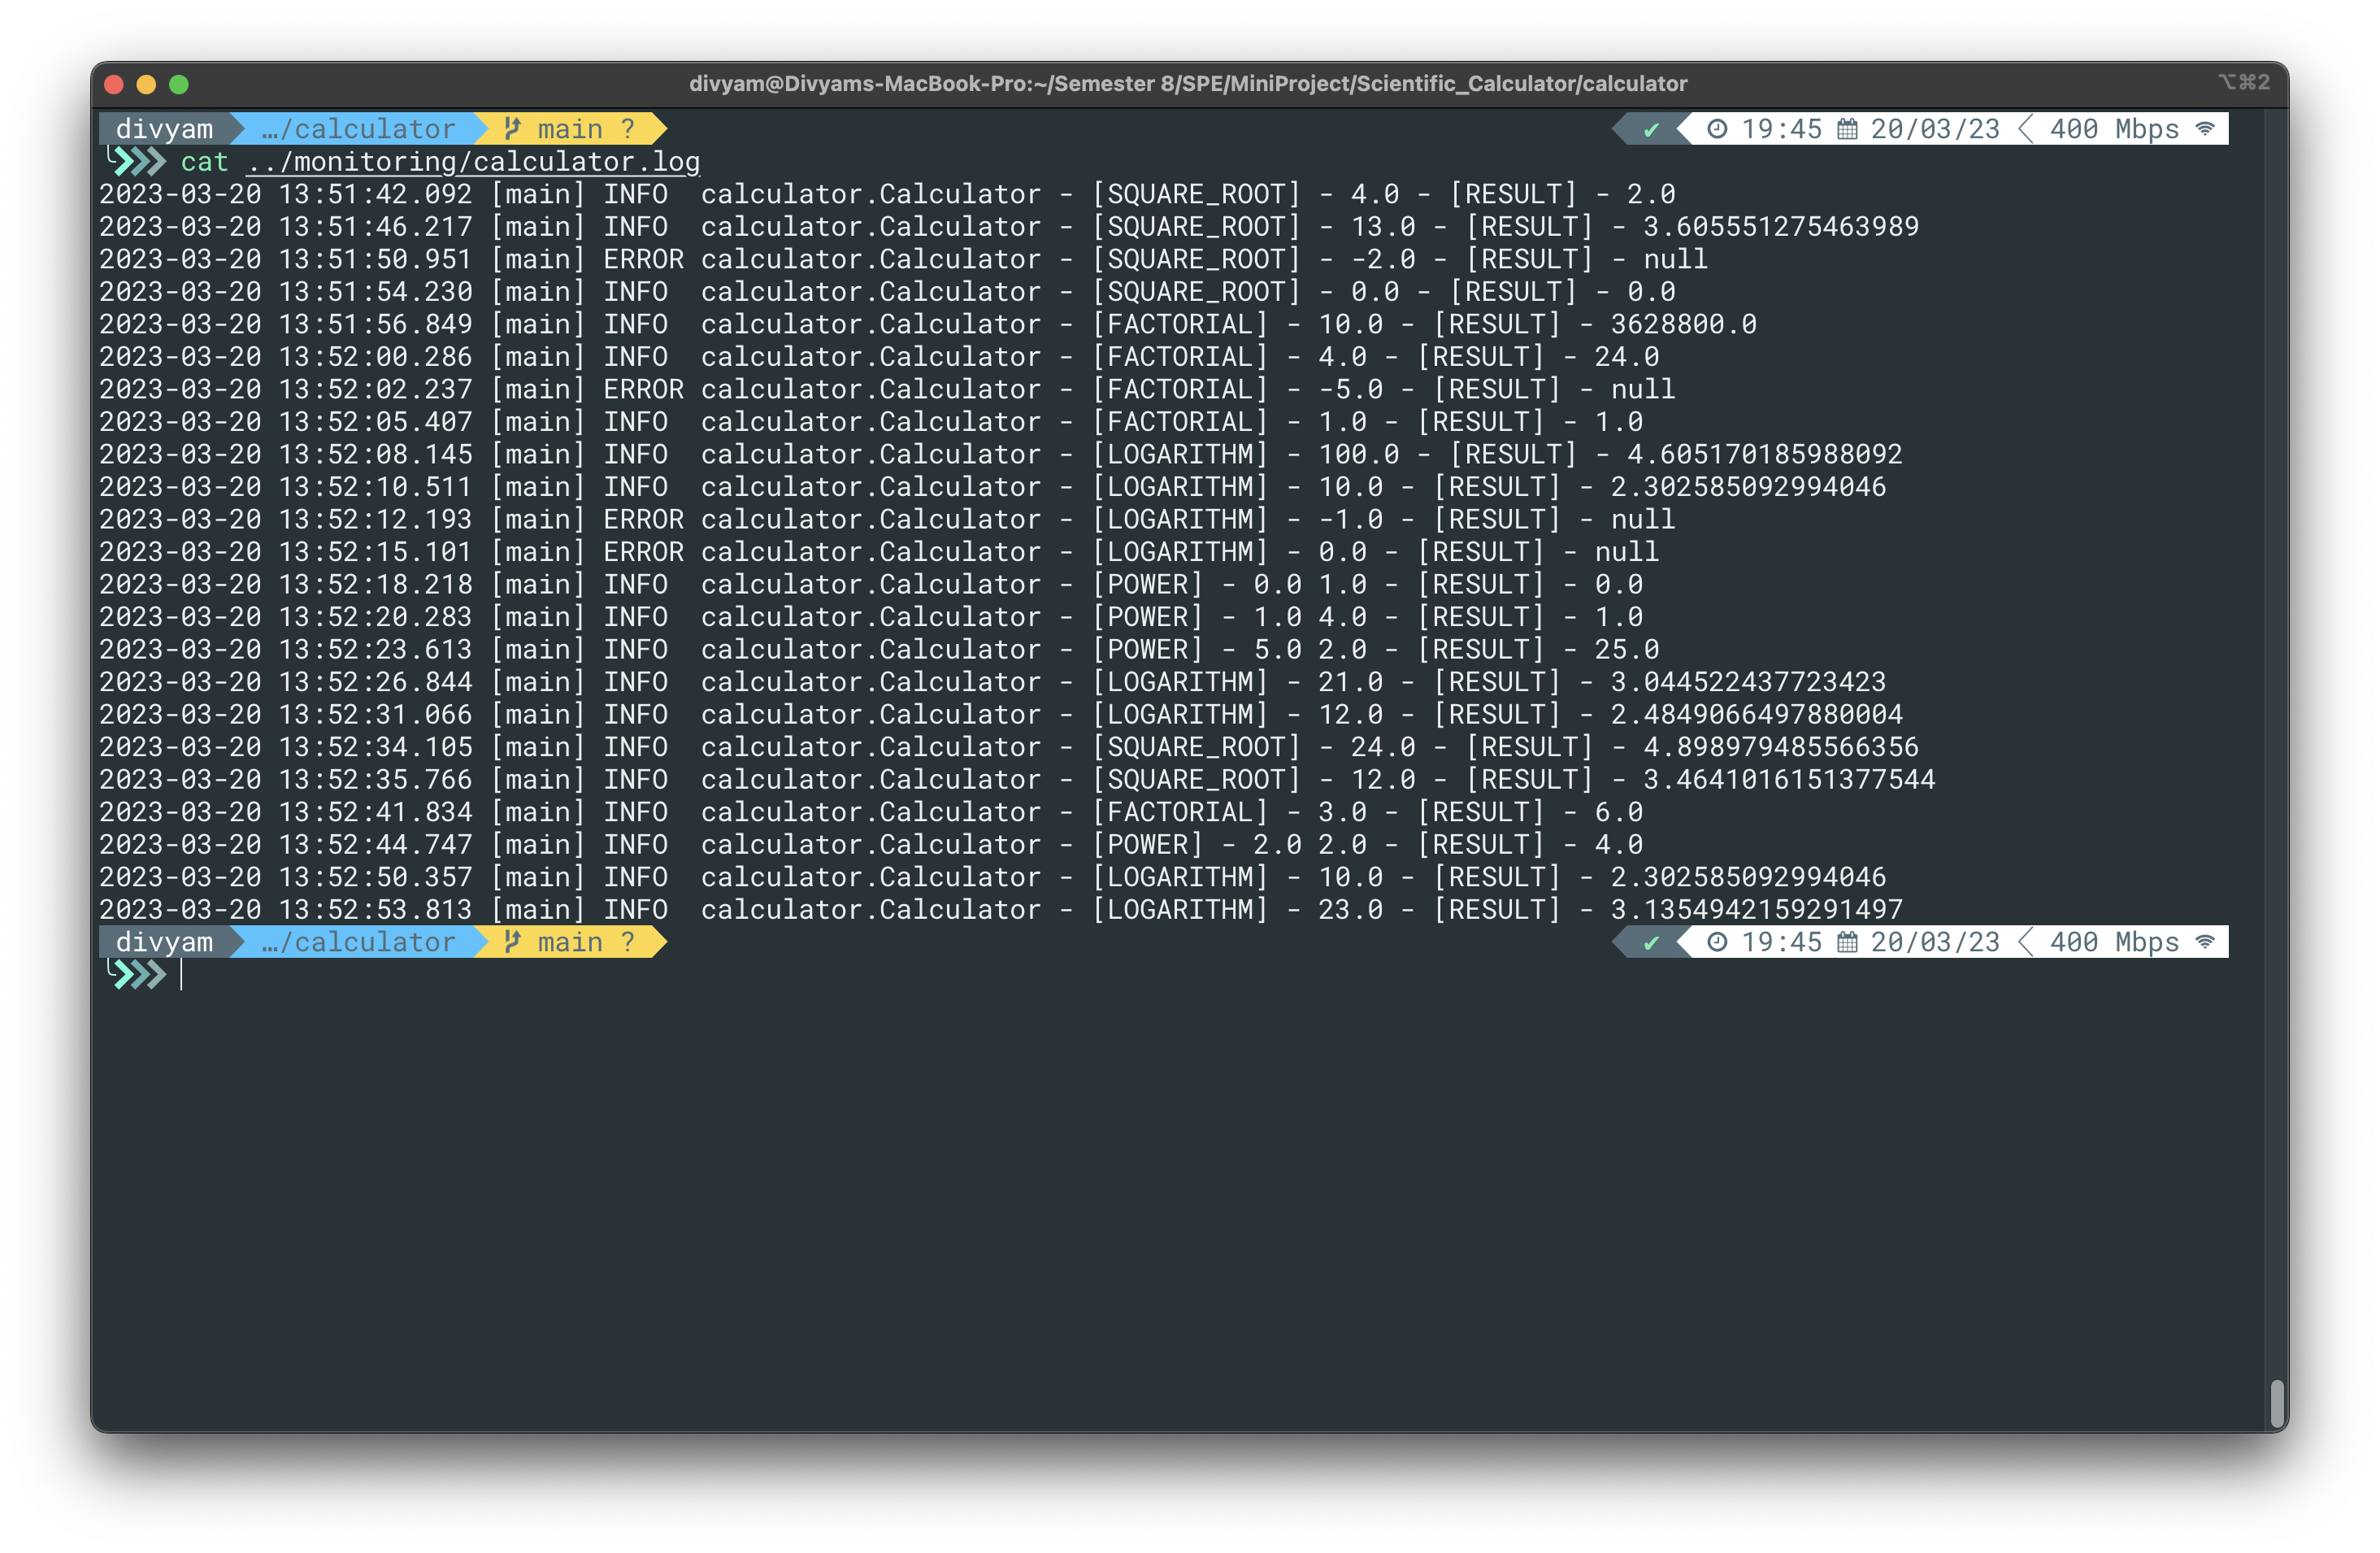 divyam@Divyams-MacBook-Pro:~/Semester 8/SPE/MiniProject/Scientific_Calculator/calculator ⌥⌘2
divyam …/calculator main ? ✔ 19:45 20/03/23 400 Mbps
cat ../monitoring/calculator.log
2023-03-20 13:51:42.092 [main] INFO  calculator.Calculator - [SQUARE_ROOT] - 4.0 - [RESULT] - 2.0
2023-03-20 13:51:46.217 [main] INFO  calculator.Calculator - [SQUARE_ROOT] - 13.0 - [RESULT] - 3.605551275463989
2023-03-20 13:51:50.951 [main] ERROR calculator.Calculator - [SQUARE_ROOT] - -2.0 - [RESULT] - null
2023-03-20 13:51:54.230 [main] INFO  calculator.Calculator - [SQUARE_ROOT] - 0.0 - [RESULT] - 0.0
2023-03-20 13:51:56.849 [main] INFO  calculator.Calculator - [FACTORIAL] - 10.0 - [RESULT] - 3628800.0
2023-03-20 13:52:00.286 [main] INFO  calculator.Calculator - [FACTORIAL] - 4.0 - [RESULT] - 24.0
2023-03-20 13:52:02.237 [main] ERROR calculator.Calculator - [FACTORIAL] - -5.0 - [RESULT] - null
2023-03-20 13:52:05.407 [main] INFO  calculator.Calculator - [FACTORIAL] - 1.0 - [RESULT] - 1.0
2023-03-20 13:52:08.145 [main] INFO  calculator.Calculator - [LOGARITHM] - 100.0 - [RESULT] - 4.605170185988092
2023-03-20 13:52:10.511 [main] INFO  calculator.Calculator - [LOGARITHM] - 10.0 - [RESULT] - 2.302585092994046
2023-03-20 13:52:12.193 [main] ERROR calculator.Calculator - [LOGARITHM] - -1.0 - [RESULT] - null
2023-03-20 13:52:15.101 [main] ERROR calculator.Calculator - [LOGARITHM] - 0.0 - [RESULT] - null
2023-03-20 13:52:18.218 [main] INFO  calculator.Calculator - [POWER] - 0.0 1.0 - [RESULT] - 0.0
2023-03-20 13:52:20.283 [main] INFO  calculator.Calculator - [POWER] - 1.0 4.0 - [RESULT] - 1.0
2023-03-20 13:52:23.613 [main] INFO  calculator.Calculator - [POWER] - 5.0 2.0 - [RESULT] - 25.0
2023-03-20 13:52:26.844 [main] INFO  calculator.Calculator - [LOGARITHM] - 21.0 - [RESULT] - 3.044522437723423
2023-03-20 13:52:31.066 [main] INFO  calculator.Calculator - [LOGARITHM] - 12.0 - [RESULT] - 2.4849066497880004
2023-03-20 13:52:34.105 [main] INFO  calculator.Calculator - [SQUARE_ROOT] - 24.0 - [RESULT] - 4.898979485566356
2023-03-20 13:52:35.766 [main] INFO  calculator.Calculator - [SQUARE_ROOT] - 12.0 - [RESULT] - 3.4641016151377544
2023-03-20 13:52:41.834 [main] INFO  calculator.Calculator - [FACTORIAL] - 3.0 - [RESULT] - 6.0
2023-03-20 13:52:44.747 [main] INFO  calculator.Calculator - [POWER] - 2.0 2.0 - [RESULT] - 4.0
2023-03-20 13:52:50.357 [main] INFO  calculator.Calculator - [LOGARITHM] - 10.0 - [RESULT] - 2.302585092994046
2023-03-20 13:52:53.813 [main] INFO  calculator.Calculator - [LOGARITHM] - 23.0 - [RESULT] - 3.1354942159291497
divyam …/calculator main ? ✔ 19:45 20/03/23 400 Mbps